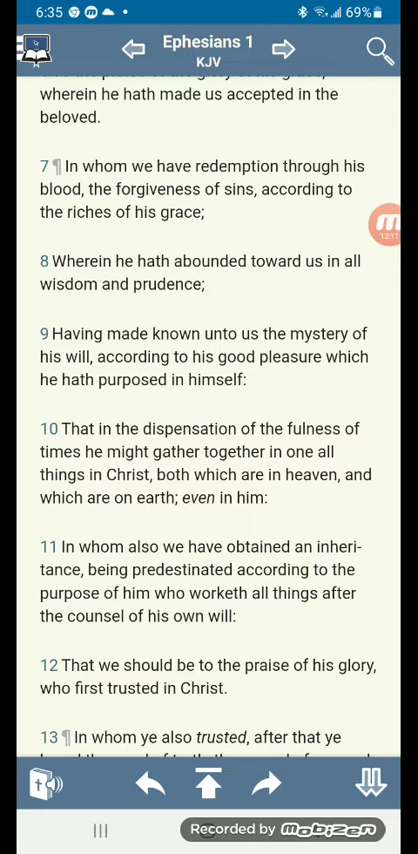 6:35 69%
Ephesians 1
KJV
wherein he hath made us accepted in the
beloved.
7 ¶ In whom we have redemption through his
blood, the forgiveness of sins, according to
the riches of his grace;
8 Wherein he hath abounded toward us in all
wisdom and prudence;
9 Having made known unto us the mystery of
his will, according to his good pleasure which
he hath purposed in himself:
10 That in the dispensation of the fulness of
times he might gather together in one all
things in Christ, both which are in heaven, and
which are on earth; even in him:
11 In whom also we have obtained an inheri-
tance, being predestinated according to the
purpose of him who worketh all things after
the counsel of his own will:
12 That we should be to the praise of his glory,
who first trusted in Christ.
13 ¶ In whom ye also trusted, after that ye
12:11
Recorded by mobizen